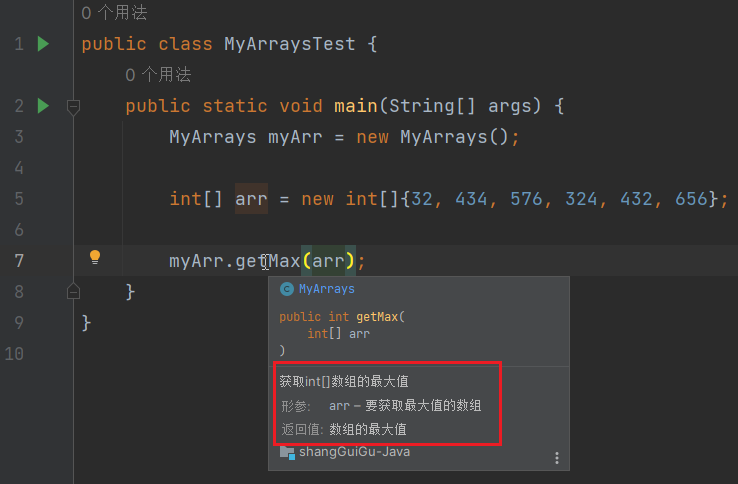 0 个用法
1 public class MyArraysTest {
0 个用法
2 public static void main(String[] args) {
3 MyArrays myArr = new MyArrays();
4
5 int[] arr = new int[]{32, 434, 576, 324, 432, 656};
6
7 myArr.getMax(arr);
8 }
9 }
10
C MyArrays
public int getMax(
int[] arr
)
获取int[]数组的最大值
形参: arr – 要获取最大值的数组
返回值: 数组的最大值
shangGuiGu-Java